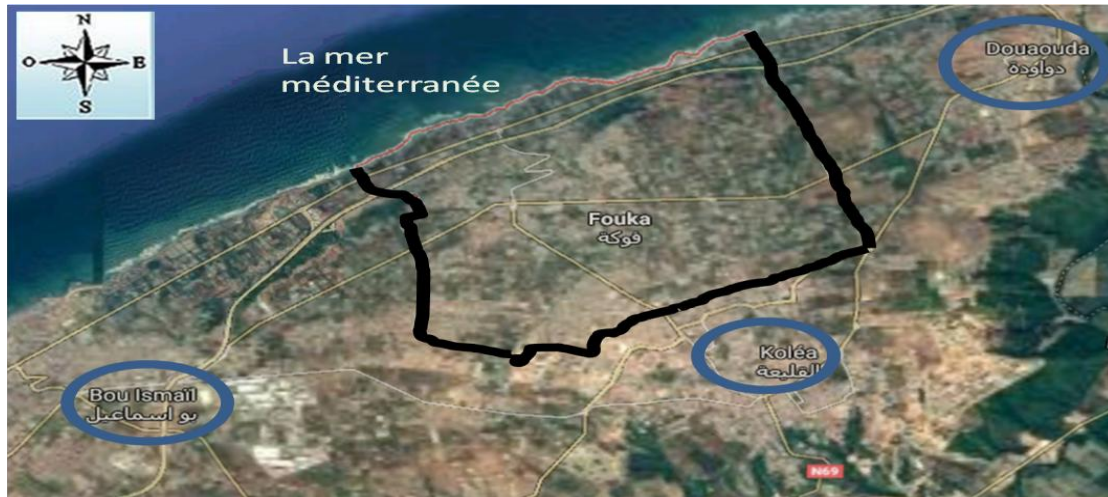 N
O
E
S
La mer
méditerranée
Douaouda
دواودة
Fouka
فوكة
Koléa
القليعة
Bou Ismaïl
بو اسماعيل
N69